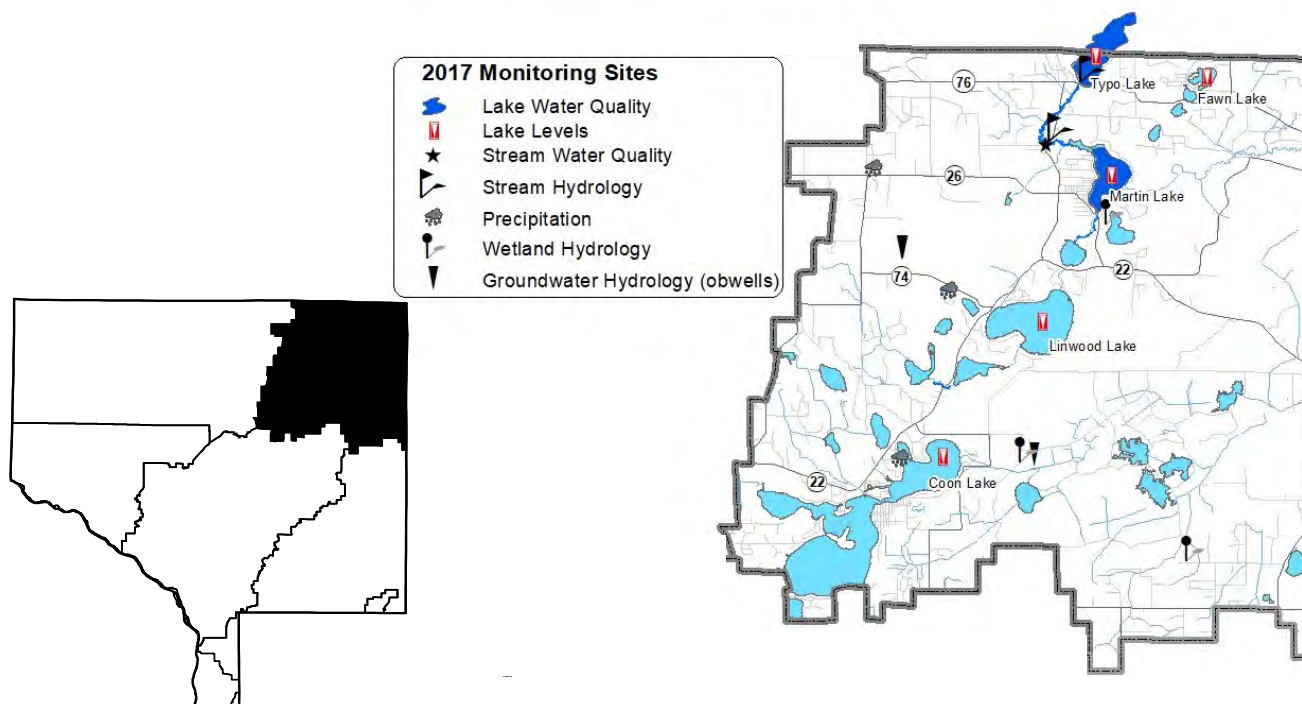 2017 Monitoring Sites
Lake Water Quality
Lake Levels
Stream Water Quality
Stream Hydrology
Precipitation
Wetland Hydrology
Groundwater Hydrology (obwells)
76
Typo Lake
Fawn Lake
26
Martin Lake
74
22
Linwood Lake
22
Coon Lake